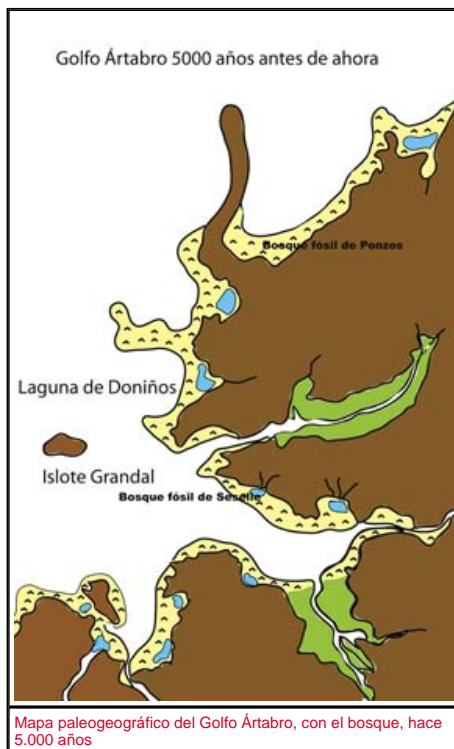 Golfo Ártabro 5000 años antes de ahora
Bosque fósil de Ponzos
Laguna de Doniños
Islote Grandal
Bosque fósil de Seselle
Mapa paleogeográfico del Golfo Ártabro, con el bosque, hace
5.000 años